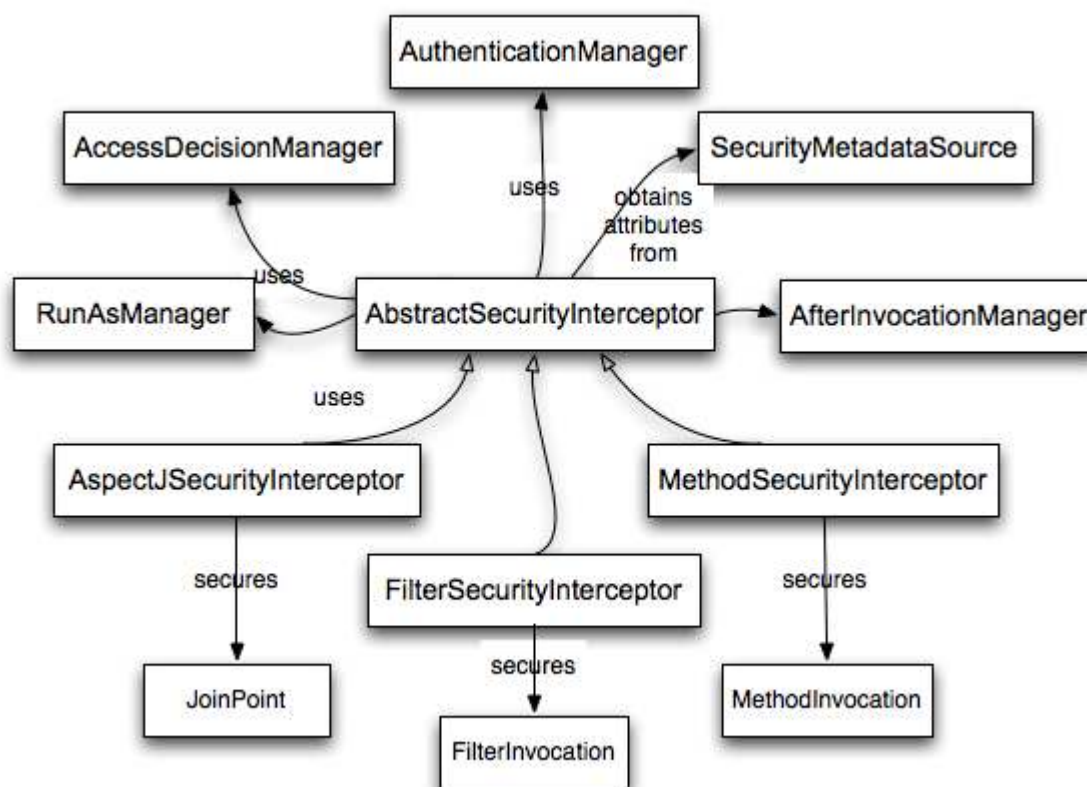 AuthenticationManager
AccessDecisionManager
SecurityMetadataSource
uses
obtains
attributes
from
uses
RunAsManager
AbstractSecurityInterceptor
AfterInvocationManager
uses
AspectJSecurityInterceptor
MethodSecurityInterceptor
secures
FilterSecurityInterceptor
secures
secures
JoinPoint
MethodInvocation
FilterInvocation